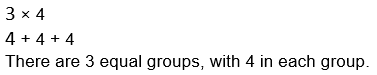 3 × 4
4 + 4 + 4
There are 3 equal groups, with 4 in each group.